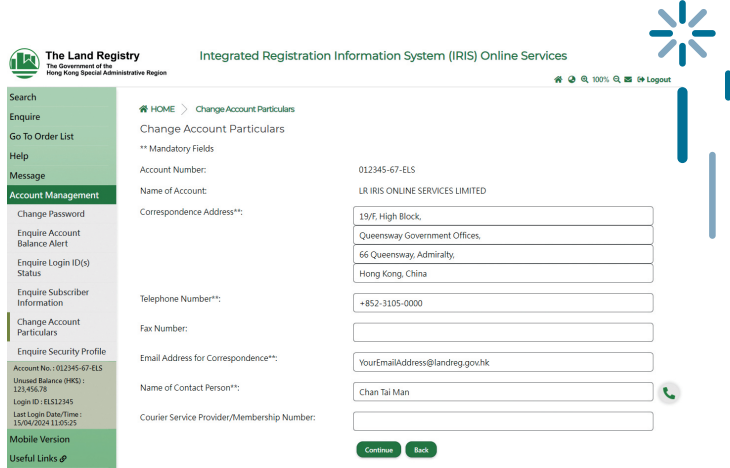 The Land Registry
The Government of the
Hong Kong Special Administrative Region
Integrated Registration Information System (IRIS) Online Services
100%
Logout
Search
Enquire
Go To Order List
Help
Message
Account Management
Change Password
Enquire Account
Balance Alert
Enquire Login ID(s)
Status
Enquire Subscriber
Information
Change Account
Particulars
Enquire Security Profile
Account No. : 012345-67-ELS
Unused Balance (HK$) :
123,456.78
Login ID : ELS12345
Last Login Date/Time :
15/04/2024 11:05:25
Mobile Version
Useful Links
HOME
Change Account Particulars
Change Account Particulars
** Mandatory Fields
Account Number: 012345-67-ELS
Name of Account: LR IRIS ONLINE SERVICES LIMITED
Correspondence Address**: 19/F, High Block,
Queensway Government Offices,
66 Queensway, Admiralty,
Hong Kong, China
Telephone Number**: +852-3105-0000
Fax Number:
Email Address for Correspondence**: YourEmailAddress@landreg.gov.hk
Name of Contact Person**: Chan Tai Man
Courier Service Provider/Membership Number:
Continue Back